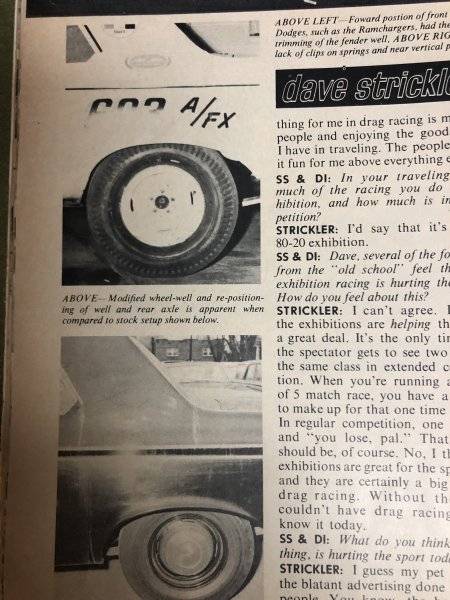 ABOVE LEFT—Foward postion of front
Dodges, such as the Ramchargers, had the
trimming of the fender well. ABOVE RIG
lack of clips on springs and near vertical p
A/FX
ABOVE— Modified wheel-well and re-position-
ing of well and rear axle is apparent when
compared to stock setup shown below.
dave strickle
thing for me in drag racing is m
people and enjoying the good
I have in traveling. The people
it fun for me above everything e
SS & DI: In your traveling
much of the racing you do
hibition, and how much is in
petition?
STRICKLER: I'd say that it's
80-20 exhibition.
SS & DI: Dave, several of the fo
from the "old school" feel th
exhibition racing is hurting the
How do you feel about this?
STRICKLER: I can't agree. I
the exhibitions are helping th
a great deal. It's the only tim
the spectator gets to see two
the same class in extended c
tion. When you're running a
of 5 match race, you have a
to make up for that one time
In regular competition, one
and "you lose, pal." That
should be, of course. No, I th
exhibitions are great for the sp
and they are certainly a big
drag racing. Without th
couldn't have drag racing
know it today.
SS & DI: What do you think
thing, is hurting the sport toda
STRICKLER: I guess my pet
the blatant advertising done
people. You know, the